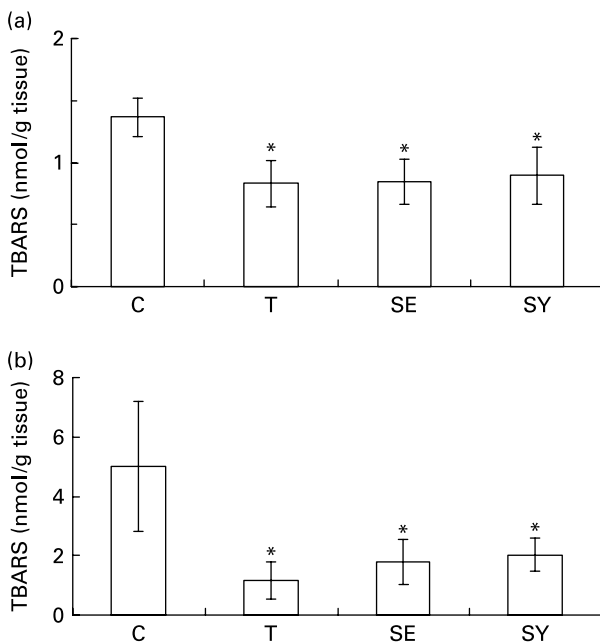 (a)
TBARS (nmol/g tissue)
2
1
0
* * *
C T SE SY
(b)
TBARS (nmol/g tissue)
8
6
4
2
0
* * *
C T SE SY